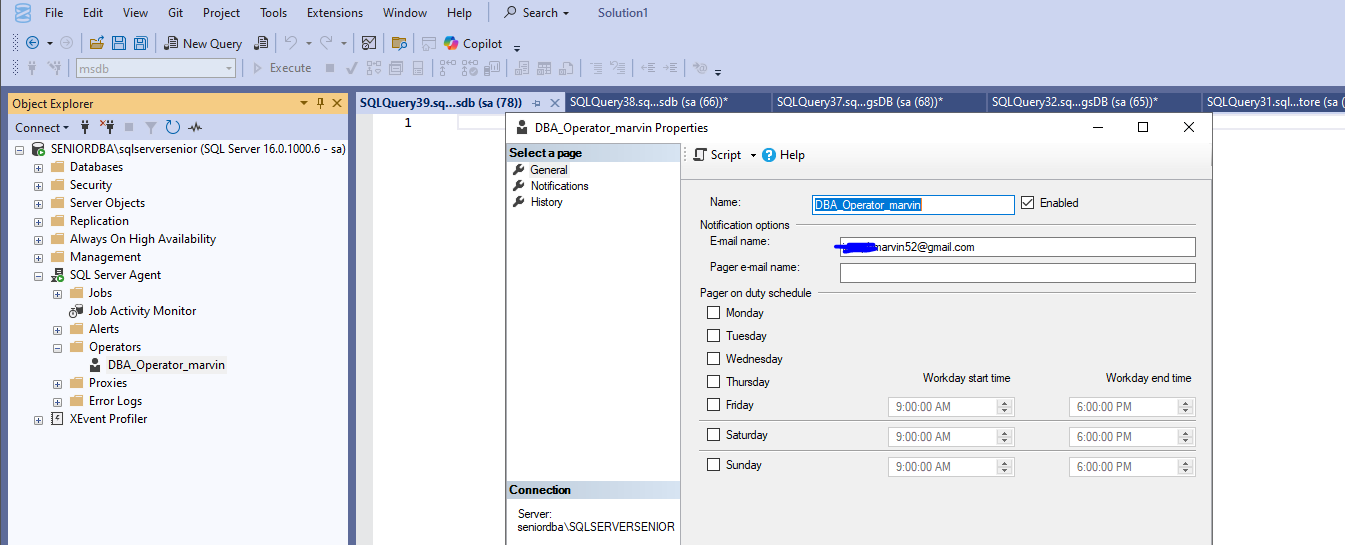 File Edit View Git Project Tools Extensions Window Help Search Solution1
New Query Copilot
msdb Execute
Object Explorer
Connect
SENIORDBA\sqlserversenior (SQL Server 16.0.1000.6 - sa)
Databases
Security
Server Objects
Replication
Always On High Availability
Management
SQL Server Agent
Jobs
Job Activity Monitor
Alerts
Operators
DBA_Operator_marvin
Proxies
Error Logs
XEvent Profiler
SQLQuery39.sq...sdb (sa (78)) SQLQuery38.sq...sdb (sa (66))* SQLQuery37.sq...gsDB (sa (68))* SQLQuery32.sq...gsDB (sa (65))* SQLQuery31.sql...tore (sa
1
DBA_Operator_marvin Properties
Select a page
General
Notifications
History
Connection
Server:
seniordba\SQLSERVERSENIOR
Script Help
Name: DBA_Operator_marvin Enabled
Notification options
E-mail name: marvin52@gmail.com
Pager e-mail name:
Pager on duty schedule
Monday
Tuesday
Wednesday
Thursday Workday start time Workday end time
Friday 9:00:00 AM 6:00:00 PM
Saturday 9:00:00 AM 6:00:00 PM
Sunday 9:00:00 AM 6:00:00 PM